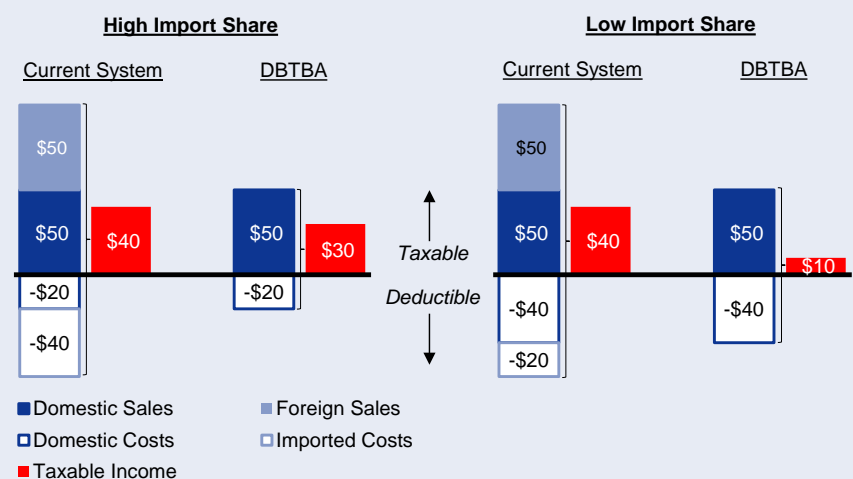 High Import Share
Low Import Share
Current System
DBTBA
Current System
DBTBA
$50
$50
$50
$50
$50
$50
$40
$30
Taxable
$40
$10
-$20
-$20
Deductible
-$40
-$40
-$40
-$20
Domestic Sales
Foreign Sales
Domestic Costs
Imported Costs
Taxable Income